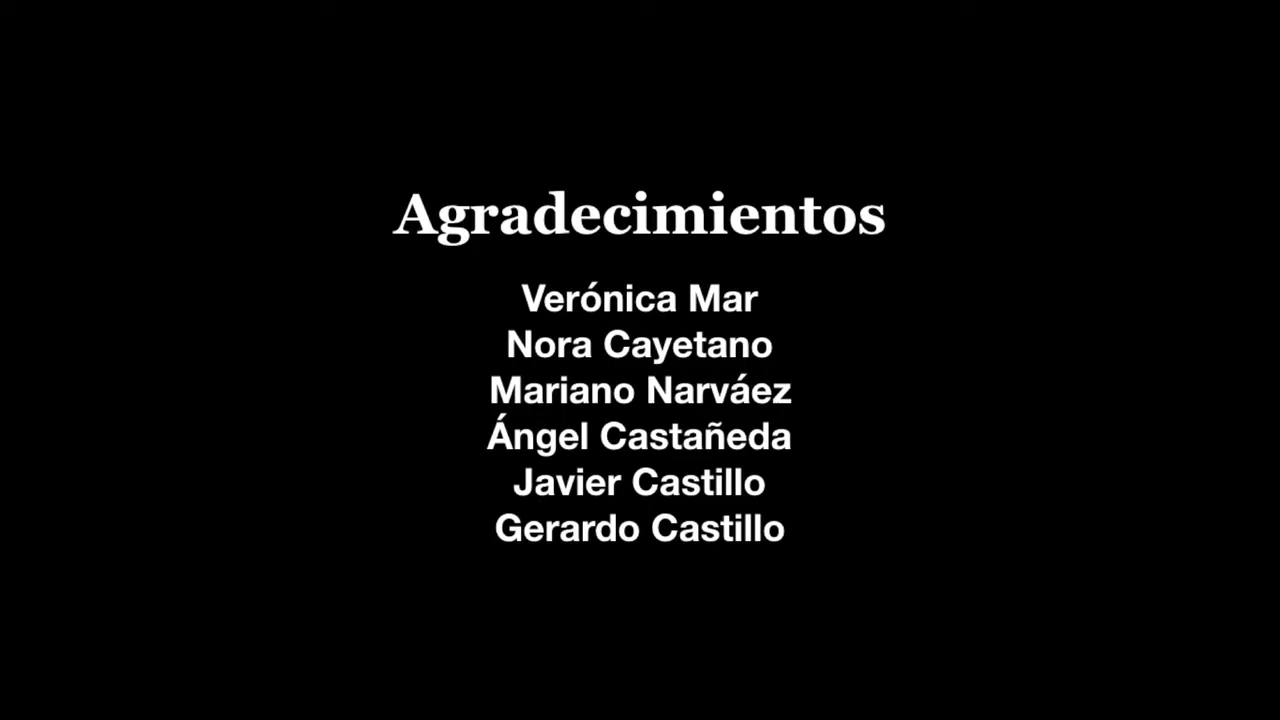 Agradecimientos
Verónica Mar
Nora Cayetano
Mariano Narváez
Ángel Castañeda
Javier Castillo
Gerardo Castillo